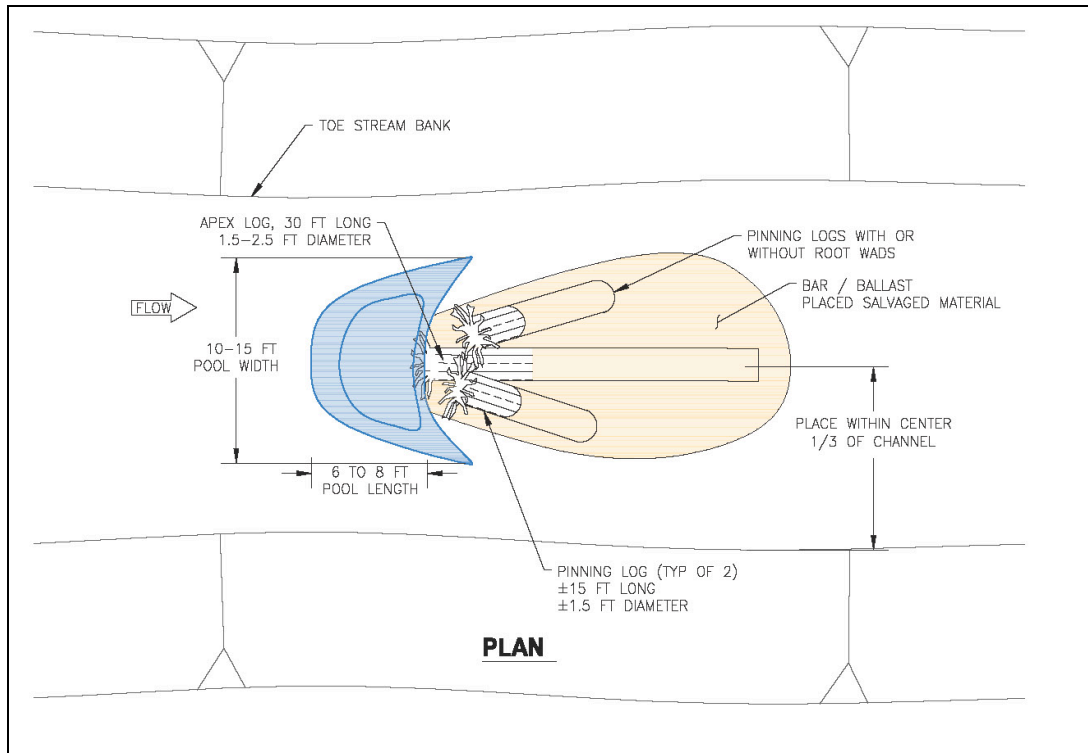 TOE STREAM BANK
APEX LOG, 30 FT LONG
1.5-2.5 FT DIAMETER
PINNING LOGS WITH OR
WITHOUT ROOT WADS
BAR / BALLAST
PLACED SALVAGED MATERIAL
FLOW
10-15 FT
POOL WIDTH
PLACE WITHIN CENTER
1/3 OF CHANNEL
6 TO 8 FT
POOL LENGTH
PINNING LOG (TYP OF 2)
±15 FT LONG
±1.5 FT DIAMETER
PLAN